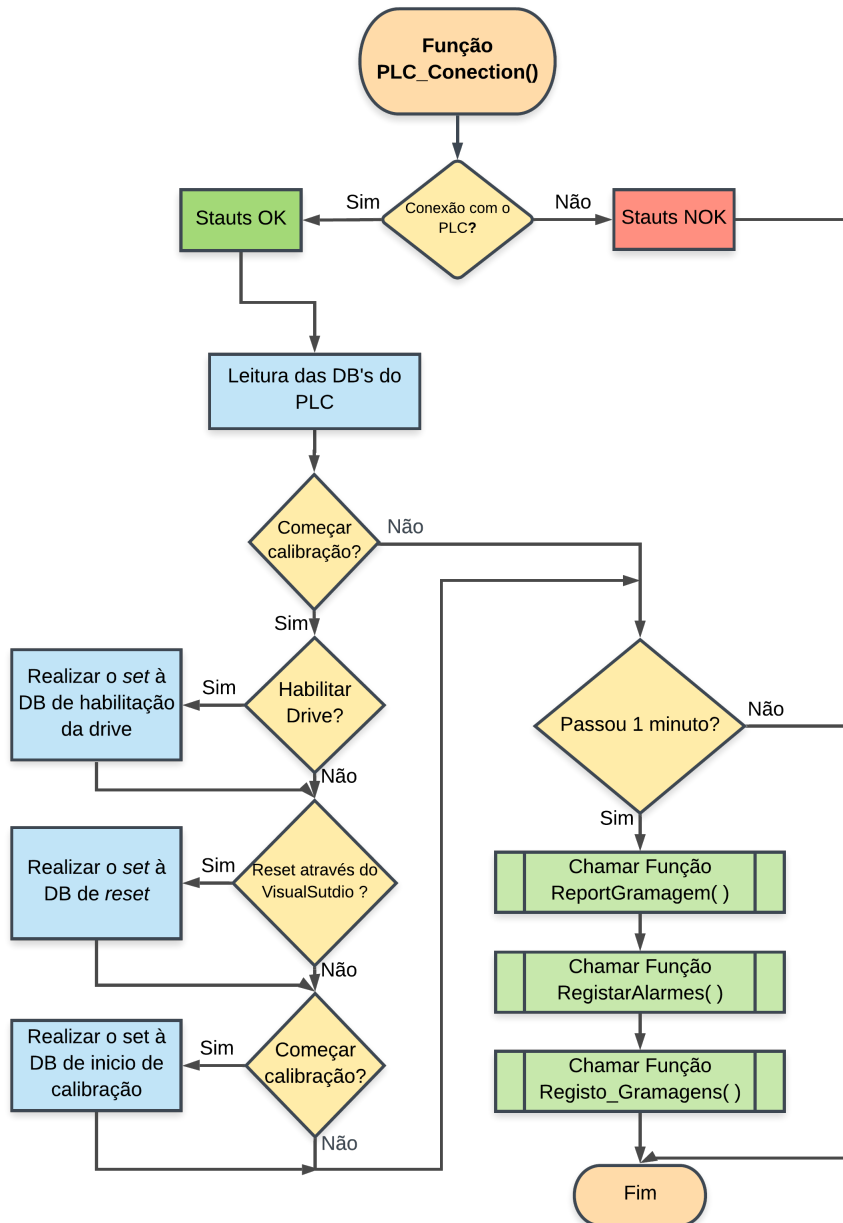 Função
PLC_Conection()
Conexão com o
PLC?
Sim
Não
Stauts OK
Stauts NOK
Leitura das DB's do
PLC
Começar
calibração?
Não
Sim
Habilitar
Drive?
Sim
Realizar o set à
DB de habilitação
da drive
Não
Reset através do
VisualSutdio ?
Sim
Realizar o set à
DB de reset
Não
Começar
calibração?
Sim
Realizar o set à
DB de inicio de
calibração
Não
Passou 1 minuto?
Não
Sim
Chamar Função
ReportGramagem( )
Chamar Função
RegistarAlarmes( )
Chamar Função
Registo_Gramagens( )
Fim